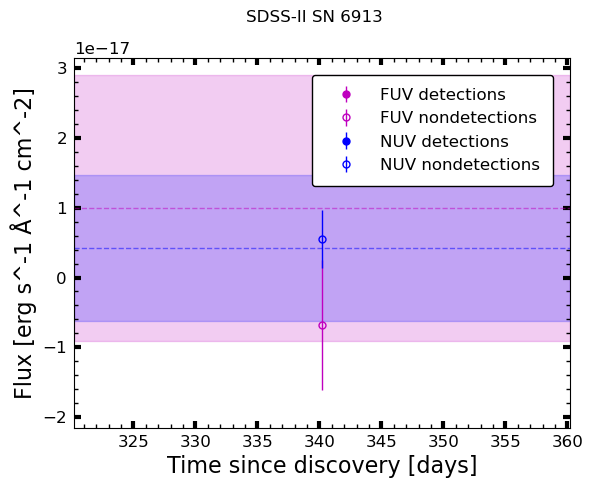 SDSS-II SN 6913
1e−17
3
2
1
0
−1
−2
Flux [erg s^-1 Å^-1 cm^-2]
FUV detections
FUV nondetections
NUV detections
NUV nondetections
325 330 335 340 345 350 355 360
Time since discovery [days]